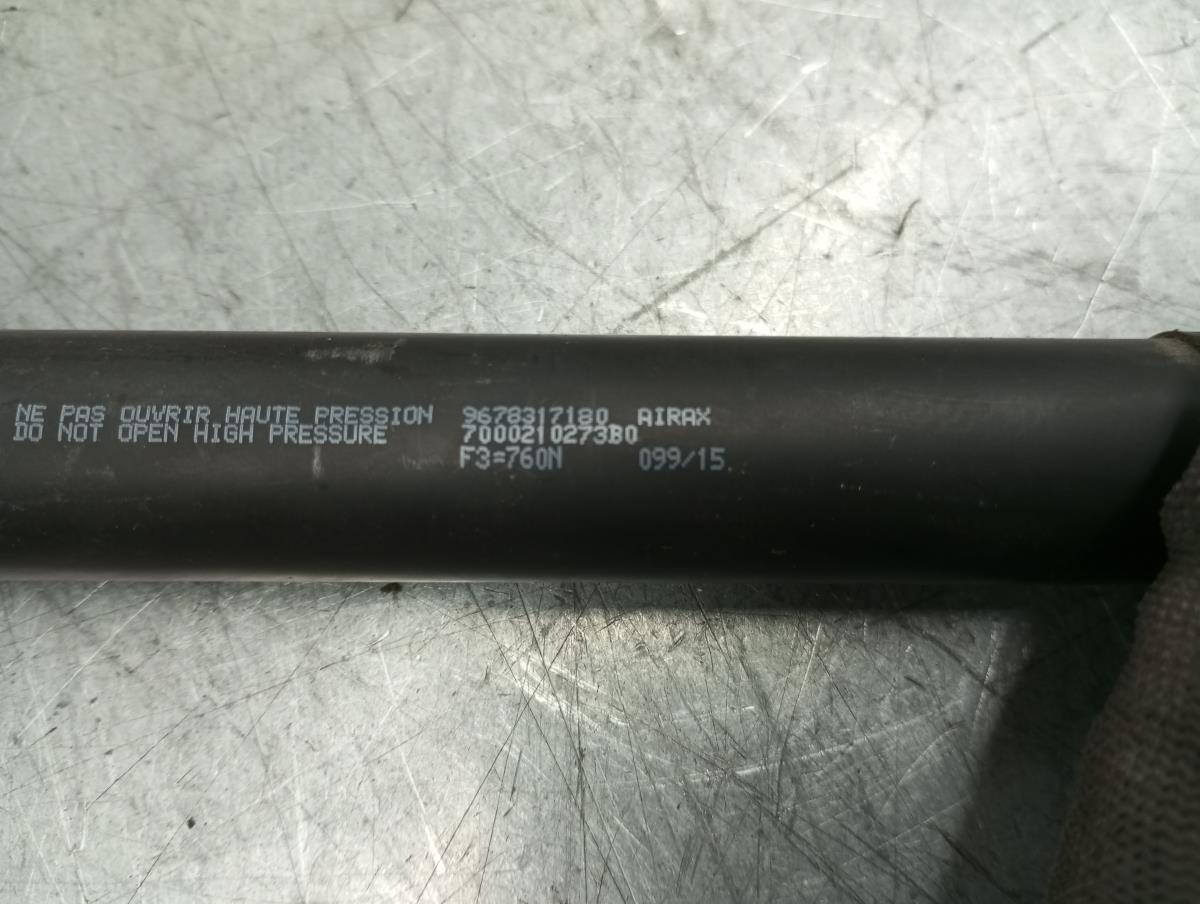 NE PAS OUVRIR HAUTE PRESSION 9678317180 AIRAX
DO NOT OPEN HIGH PRESSURE 7000210273B0
F3=760N 099/15